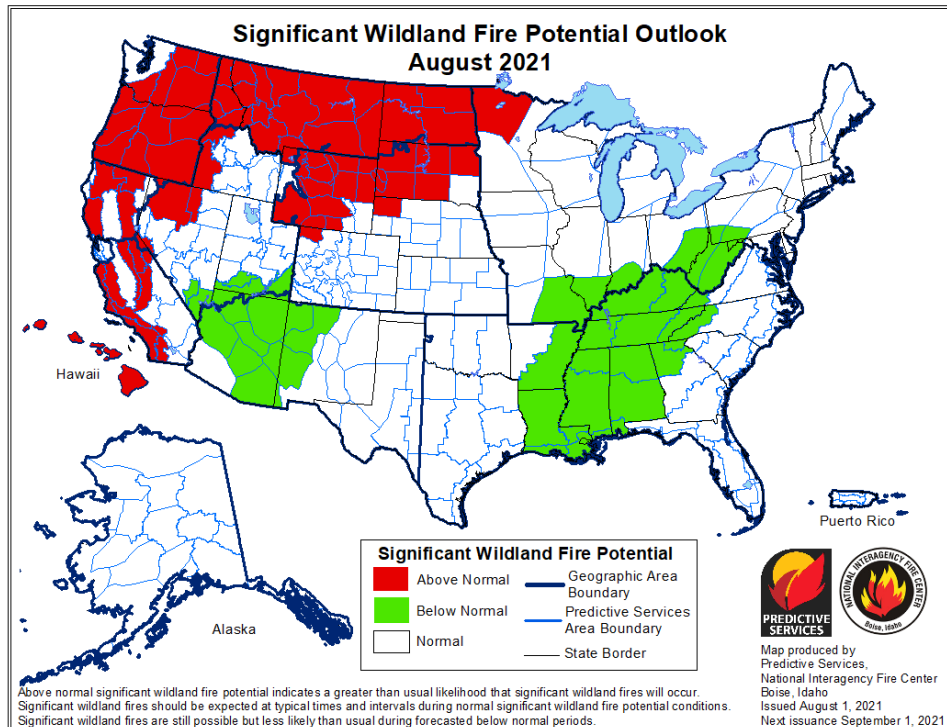 Significant Wildland Fire Potential Outlook
August 2021
Hawaii
Alaska
Puerto Rico
Significant Wildland Fire Potential
Above Normal
Below Normal
Normal
Geographic Area
Boundary
Predictive Services
Area Boundary
State Border
PREDICTIVE
SERVICES
NATIONAL INTERAGENCY FIRE CENTER
Boise, Idaho
Map produced by
Predictive Services,
National Interagency Fire Center
Boise, Idaho
Issued August 1, 2021
Next issuance September 1, 2021
Above normal significant wildland fire potential indicates a greater than usual likelihood that significant wildland fires will occur.
Significant wildland fires should be expected at typical times and intervals during normal significant wildland fire potential conditions.
Significant wildland fires are still possible but less likely than usual during forecasted below normal periods.